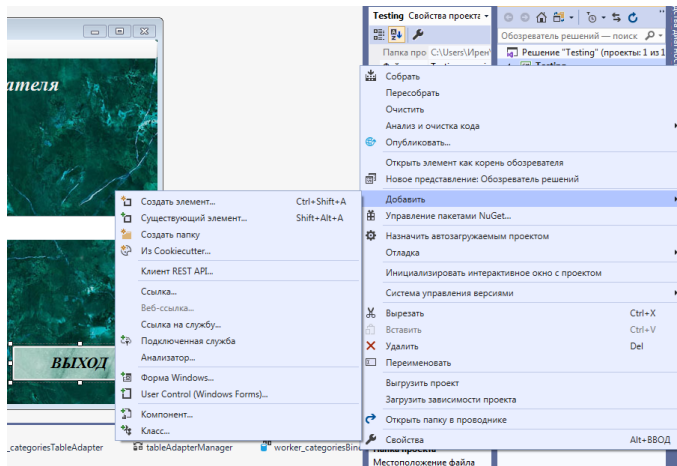 Testing Свойства проекта
Обозреватель решений — поиск
Папка про C:\Users\Ирен\
Решение "Testing" (проекты: 1 из 1
Testing
ателя
Собрать
Пересобрать
Очистить
Анализ и очистка кода
Опубликовать...
Открыть элемент как корень обозревателя
Новое представление: Обозреватель решений
Добавить
Управление пакетами NuGet...
Назначить автозагружаемым проектом
Отладка
Инициализировать интерактивное окно с проектом
Система управления версиями
Вырезать Ctrl+X
Вставить Ctrl+V
Удалить Del
Переименовать
Выгрузить проект
Загрузить зависимости проекта
Открыть папку в проводнике
Свойства Alt+ВВОД
Создать элемент... Ctrl+Shift+A
Существующий элемент... Shift+Alt+A
Создать папку
Из Cookiecutter...
Клиент REST API...
Ссылка...
Веб-ссылка...
Ссылка на службу...
Подключенная служба
Анализатор...
Форма Windows...
User Control (Windows Forms)...
Компонент...
Класс...
ВЫХОД
_categoriesTableAdapter
tableAdapterManager
worker_categoriesBin
Папка проекта
Местоположение файла